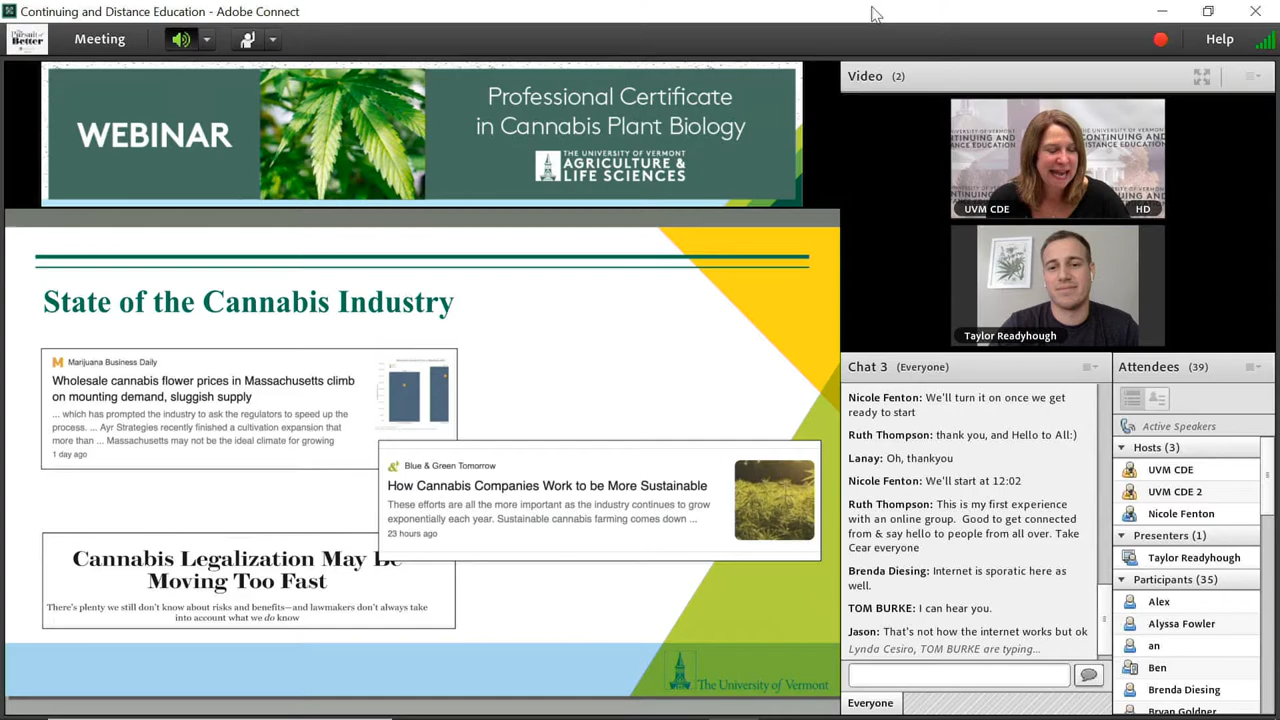 Continuing and Distance Education - Adobe Connect
The Pursuit of Better
Meeting
Help
WEBINAR
Professional Certificate
in Cannabis Plant Biology
THE UNIVERSITY OF VERMONT
AGRICULTURE &
LIFE SCIENCES
State of the Cannabis Industry
Marijuana Business Daily
Wholesale cannabis flower prices in Massachusetts climb
on mounting demand, sluggish supply
... which has prompted the industry to ask the regulators to speed up the
process. ... Ayr Strategies recently finished a cultivation expansion that
more than ... Massachusetts may not be the ideal climate for growing
1 day ago
Blue & Green Tomorrow
How Cannabis Companies Work to be More Sustainable
These efforts are all the more important as the industry continues to grow
exponentially each year. Sustainable cannabis farming comes down ...
23 hours ago
Cannabis Legalization May Be
Moving Too Fast
There's plenty we still don't know about risks and benefits—and lawmakers don't always take
into account what we do know
The University of Vermont
Video (2)
UVM CDE
HD
Taylor Readyhough
Chat 3 (Everyone)
Nicole Fenton: We'll turn it on once we get
ready to start
Ruth Thompson: thank you, and Hello to All:)
Lanay: Oh, thankyou
Nicole Fenton: We'll start at 12:02
Ruth Thompson: This is my first experience
with an online group. Good to get connected
from & say hello to people from all over. Take
Cear everyone
Brenda Diesing: Internet is sporatic here as
well.
TOM BURKE: I can hear you.
Jason: That's not how the internet works but ok
Lynda Cesiro, TOM BURKE are typing...
Everyone
Attendees (39)
Active Speakers
Hosts (3)
UVM CDE
UVM CDE 2
Nicole Fenton
Presenters (1)
Taylor Readyhough
Participants (35)
Alex
Alyssa Fowler
an
Ben
Brenda Diesing
Bryan Goldner